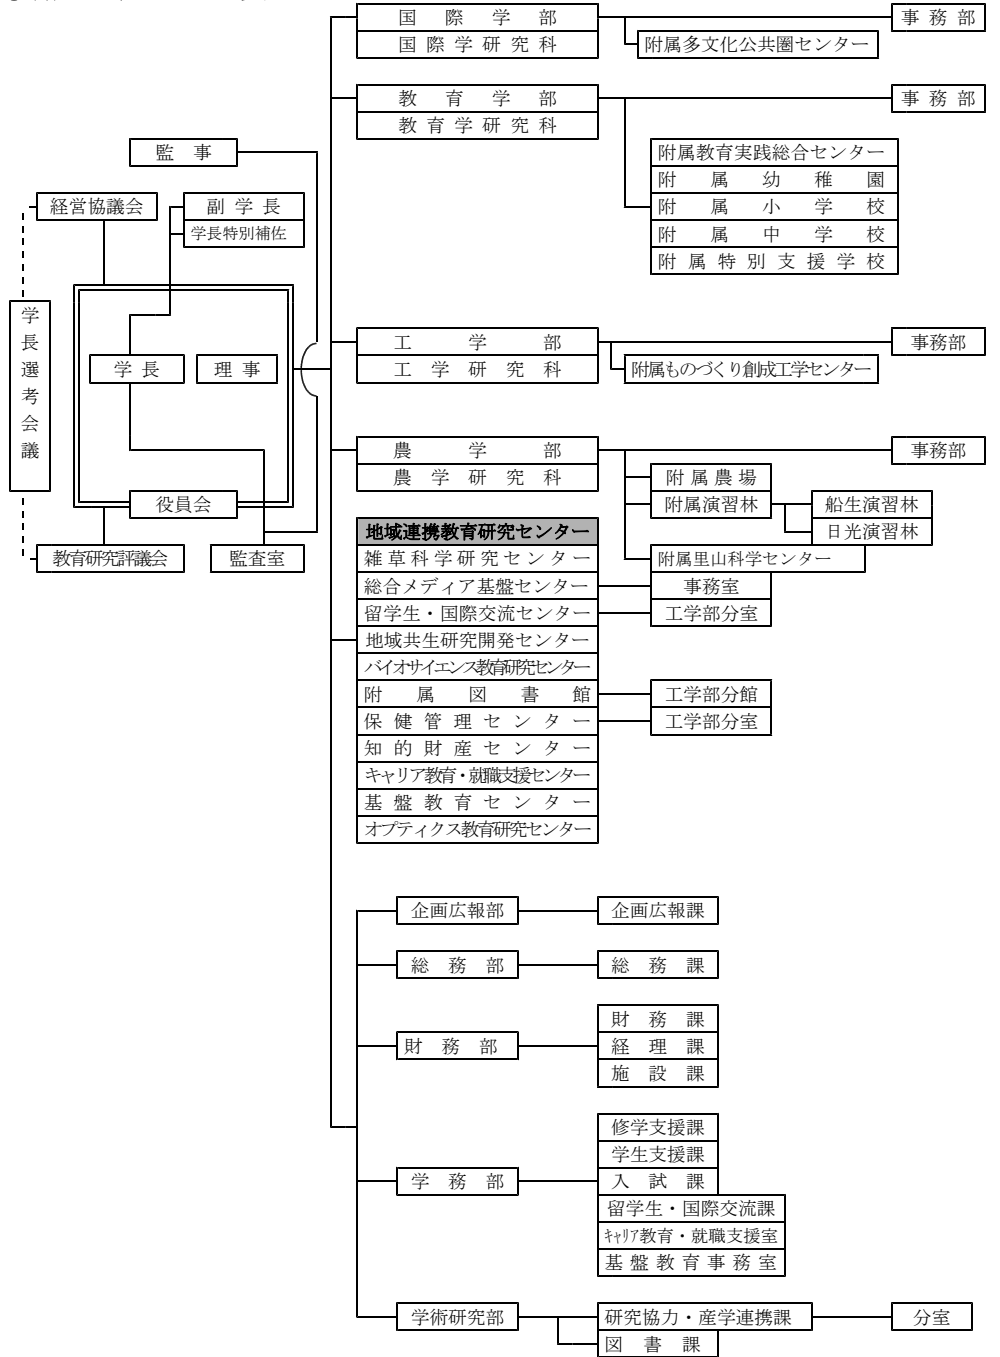 国際学部
事務部
国際学研究科
附属多文化公共圏センター
教育学部
事務部
教育学研究科
監事
附属教育実践総合センター
附属幼稚園
附属小学校
附属中学校
附属特別支援学校
経営協議会
副学長
学長特別補佐
学長選考会議
学長
理事
役員会
教育研究評議会
監査室
工学部
事務部
工学研究科
附属ものづくり創成工学センター
農学部
事務部
農学研究科
附属農場
附属演習林
船生演習林
日光演習林
附属里山科学センター
地域連携教育研究センター
雑草科学研究センター
総合メディア基盤センター
事務室
留学生・国際交流センター
工学部分室
地域共生研究開発センター
バイオサイエンス教育研究センター
附属図書館
工学部分館
保健管理センター
工学部分室
知的財産センター
キャリア教育・就職支援センター
基盤教育センター
オプティクス教育研究センター
企画広報部
企画広報課
総務部
総務課
財務部
財務課
経理課
施設課
学務部
修学支援課
学生支援課
入試課
留学生・国際交流課
ｷｬﾘｱ教育・就職支援室
基盤教育事務室
学術研究部
研究協力・産学連携課
分室
図書課